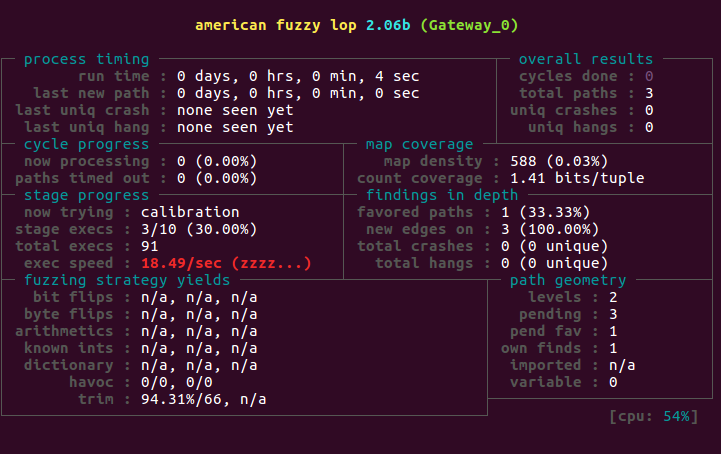 american fuzzy lop 2.06b (Gateway_0)
process timing overall results
run time : 0 days, 0 hrs, 0 min, 4 sec cycles done : 0
last new path : 0 days, 0 hrs, 0 min, 0 sec total paths : 3
last uniq crash : none seen yet uniq crashes : 0
last uniq hang : none seen yet uniq hangs : 0
cycle progress map coverage
now processing : 0 (0.00%) map density : 588 (0.03%)
paths timed out : 0 (0.00%) count coverage : 1.41 bits/tuple
stage progress findings in depth
now trying : calibration favored paths : 1 (33.33%)
stage execs : 3/10 (30.00%) new edges on : 3 (100.00%)
total execs : 91 total crashes : 0 (0 unique)
exec speed : 18.49/sec (zzzz...) total hangs : 0 (0 unique)
fuzzing strategy yields path geometry
bit flips : n/a, n/a, n/a levels : 2
byte flips : n/a, n/a, n/a pending : 3
arithmetics : n/a, n/a, n/a pend fav : 1
known ints : n/a, n/a, n/a own finds : 1
dictionary : n/a, n/a, n/a imported : n/a
havoc : 0/0, 0/0 variable : 0
trim : 94.31%/66, n/a
[cpu: 54%]